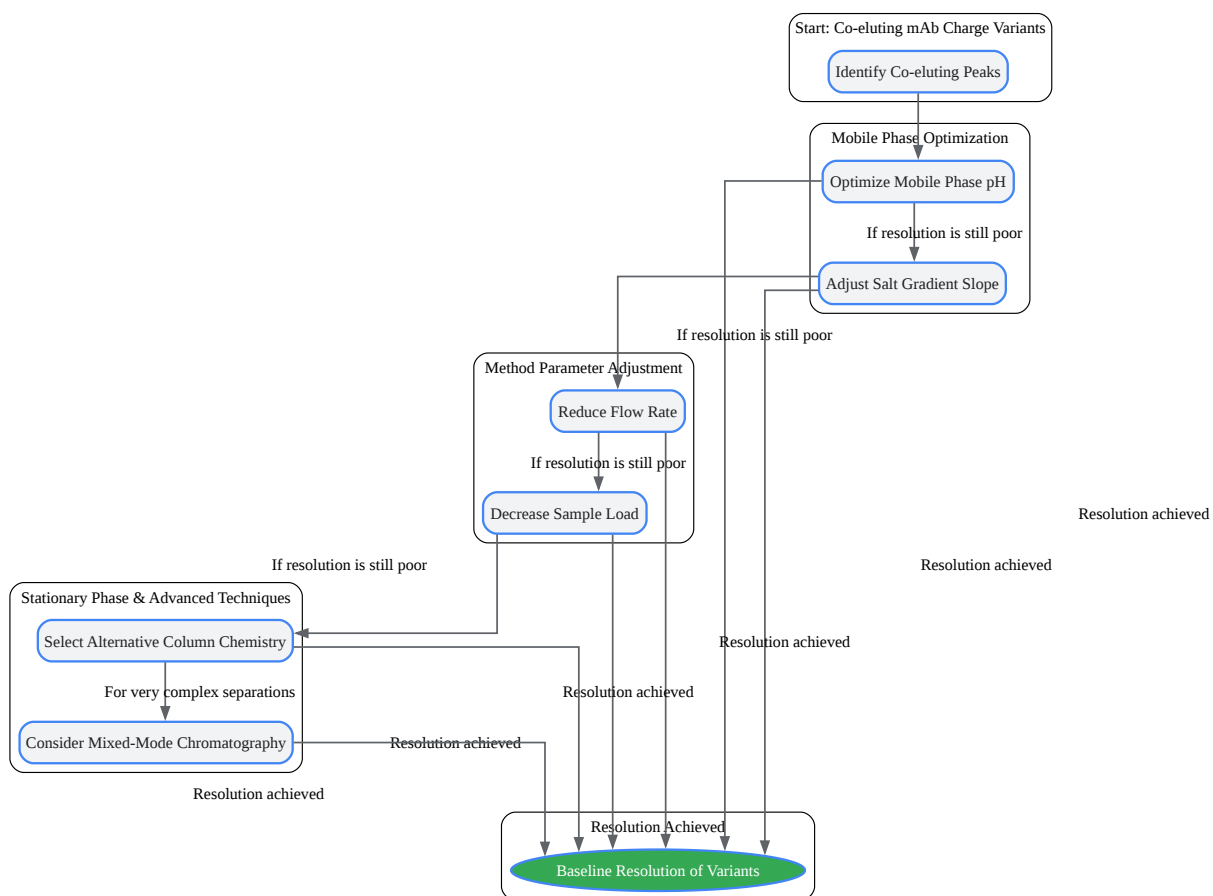 Start: Co-eluting mAb Charge Variants
Identify Co-eluting Peaks
Mobile Phase Optimization
Optimize Mobile Phase pH
If resolution is still poor
Adjust Salt Gradient Slope
If resolution is still poor
Method Parameter Adjustment
Reduce Flow Rate
If resolution is still poor
Decrease Sample Load
Resolution achieved
If resolution is still poor
Resolution achieved
Stationary Phase & Advanced Techniques
Select Alternative Column Chemistry
Resolution achieved
For very complex separations
Resolution achieved
Consider Mixed-Mode Chromatography
Resolution achieved
Resolution achieved
Resolution Achieved
Baseline Resolution of Variants